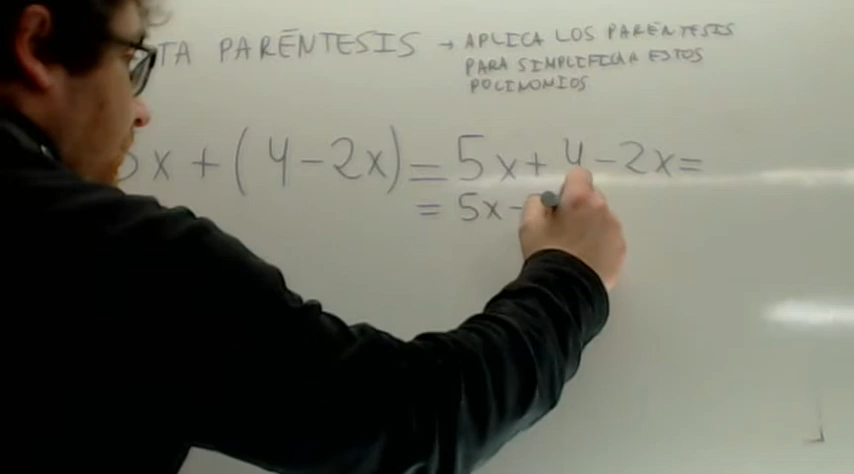 TA PARÉNTESIS → APLICA LOS PARÉNTESIS
PARA SIMPLIFICAR ESTOS
POLINOMIOS
5x + (4-2x) = 5x + 4 - 2x =
= 5x -